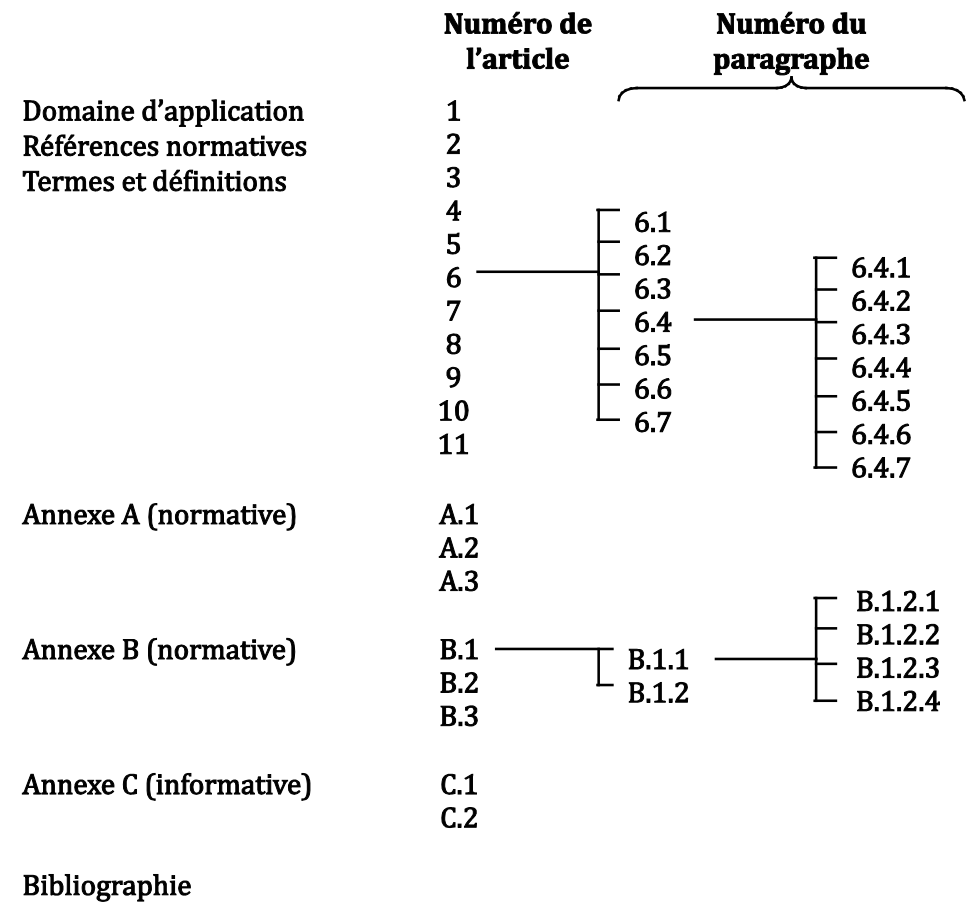 Numéro de
l’article
Numéro du
paragraphe
Domaine d’application
1
Références normatives
2
Termes et définitions
3
4
5
6
7
8
9
10
11
6.1
6.2
6.3
6.4
6.5
6.6
6.7
6.4.1
6.4.2
6.4.3
6.4.4
6.4.5
6.4.6
6.4.7
Annexe A (normative)
A.1
A.2
A.3
Annexe B (normative)
B.1
B.2
B.3
B.1.1
B.1.2
B.1.2.1
B.1.2.2
B.1.2.3
B.1.2.4
Annexe C (informative)
C.1
C.2
Bibliographie